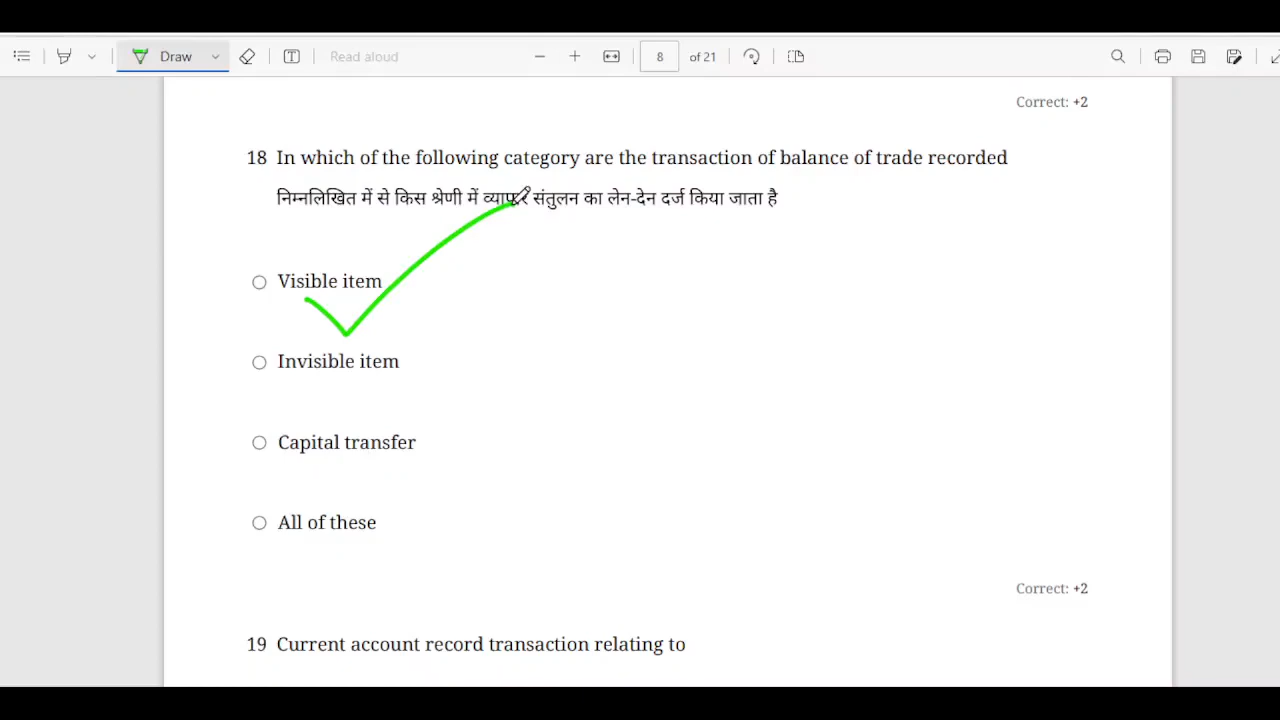 Draw
Read aloud
8
of 21
Correct: +2
18 In which of the following category are the transaction of balance of trade recorded
निम्नलिखित में से किस श्रेणी में व्यापार संतुलन का लेन-देन दर्ज किया जाता है
Visible item
Invisible item
Capital transfer
All of these
Correct: +2
19 Current account record transaction relating to